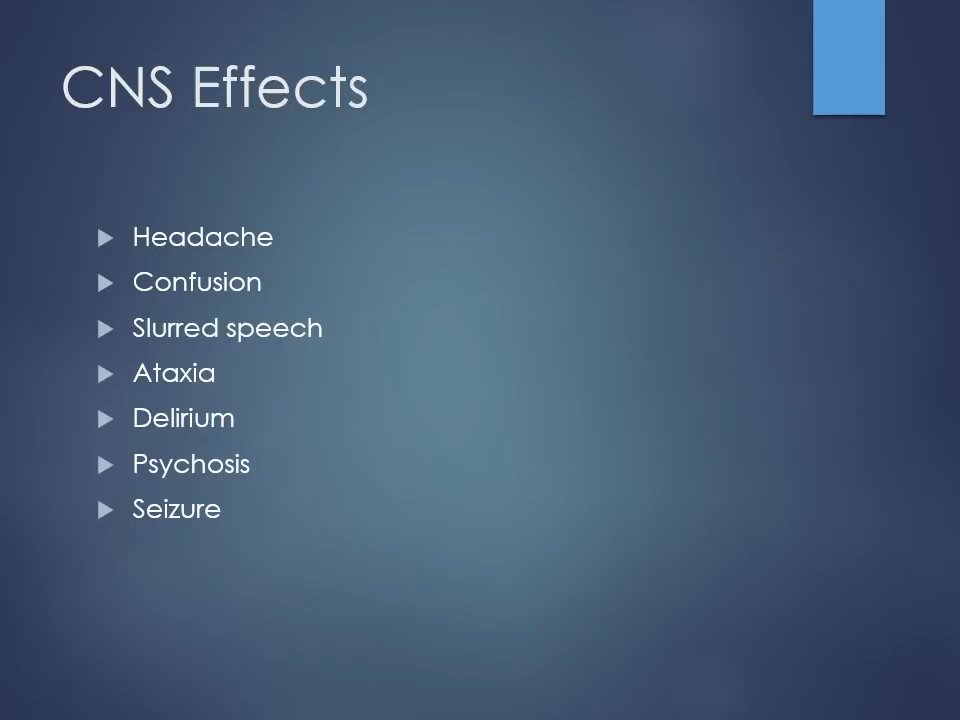 CNS Effects
Headache
Confusion
Slurred speech
Ataxia
Delirium
Psychosis
Seizure